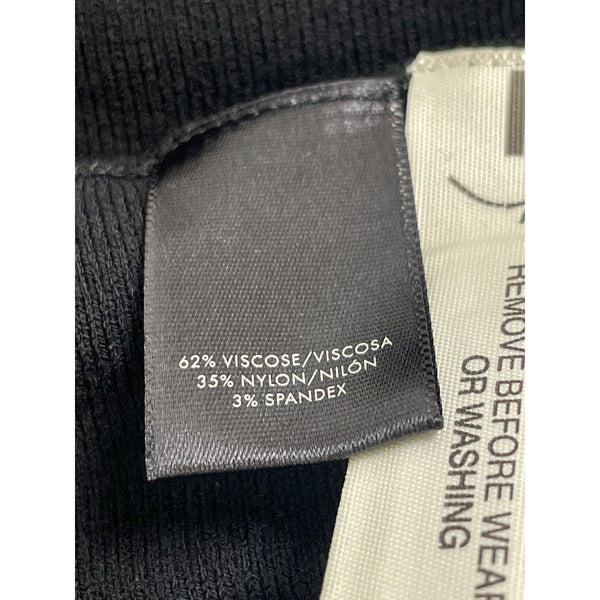 62% VISCOSE/VISCOSA
35% NYLON/NILÓN
3% SPANDEX
REMOVE BEFORE WEAR
OR WASHING